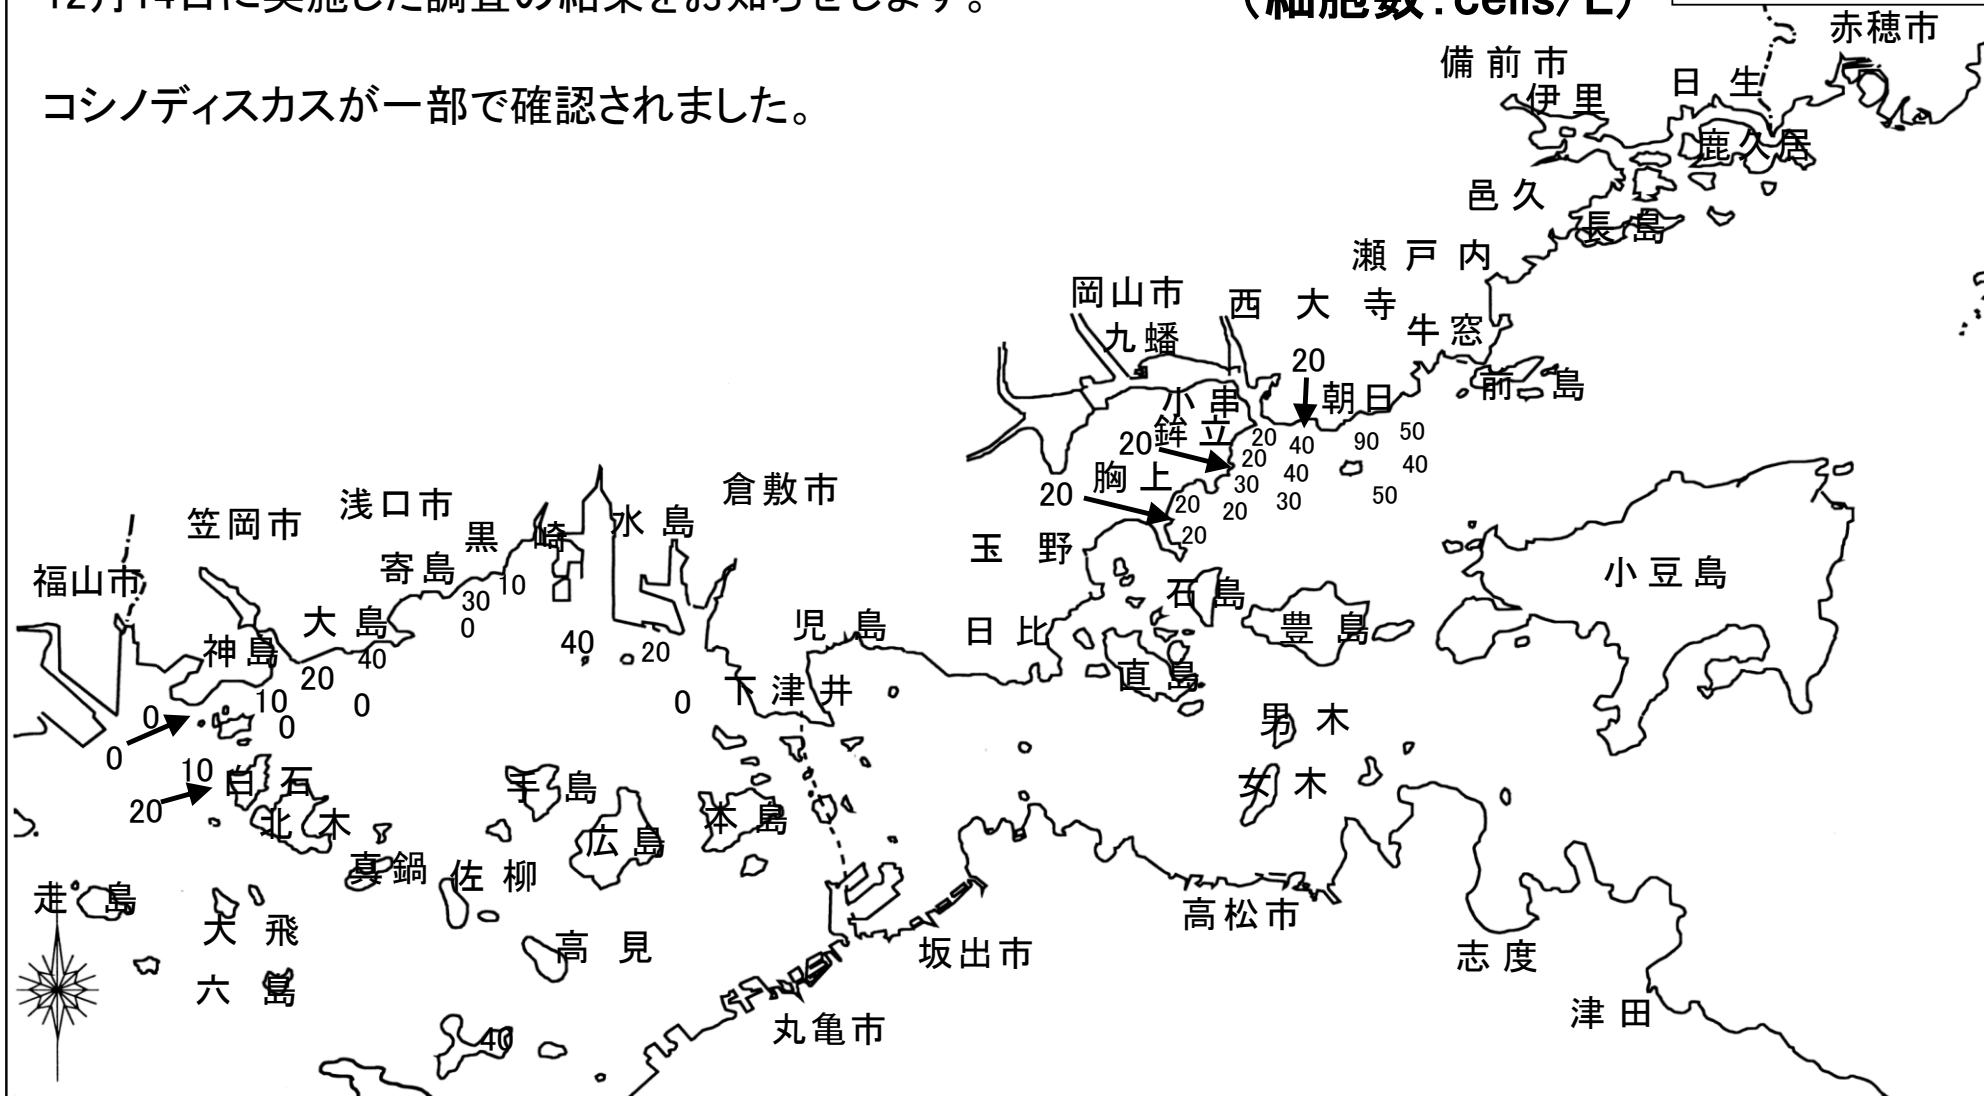 12月14日に実施した調査の結果をお知らせします。
(細胞数:cells/L)
コシノディスカスが一部で確認されました。
赤穂市
備前市
日生
伊里
鹿久居
邑久
長島
瀬戸内
岡山市
西大寺
九蟠
牛窓
20
前島
小串
朝日
鉾立
20
20
40
90
50
20
40
40
胸上
30
30
50
20
20
20
20
倉敷市
浅口市
笠岡市
黒崎
水島
玉野
寄島
10
福山市
小豆島
石島
30
0
大島
神島
40
児島
日比
豊島
20
40
20
直島
10
0
0
下津井
0
0
0
男木
10
白石
20
手島
女木
北木
本島
広島
真鍋
佐柳
走島
大飛
高見
高松市
坂出市
志度
六島
津田
丸亀市
40